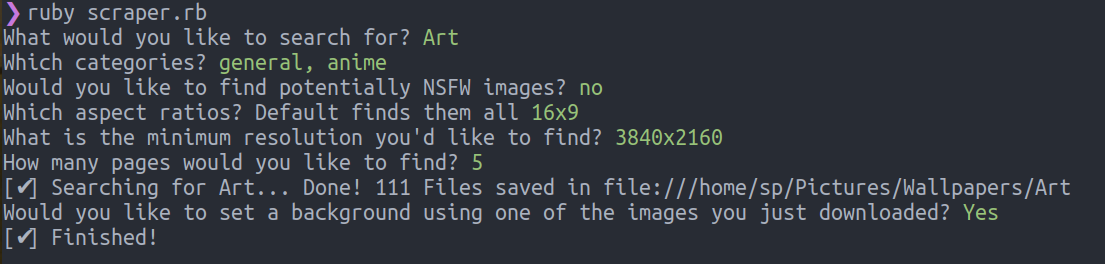 ❯ ruby scraper.rb
What would you like to search for? Art
Which categories? general, anime
Would you like to find potentially NSFW images? no
Which aspect ratios? Default finds them all 16x9
What is the minimum resolution you'd like to find? 3840x2160
How many pages would you like to find? 5
[✔] Searching for Art... Done! 111 Files saved in file:///home/sp/Pictures/Wallpapers/Art
Would you like to set a background using one of the images you just downloaded? Yes
[✔] Finished!